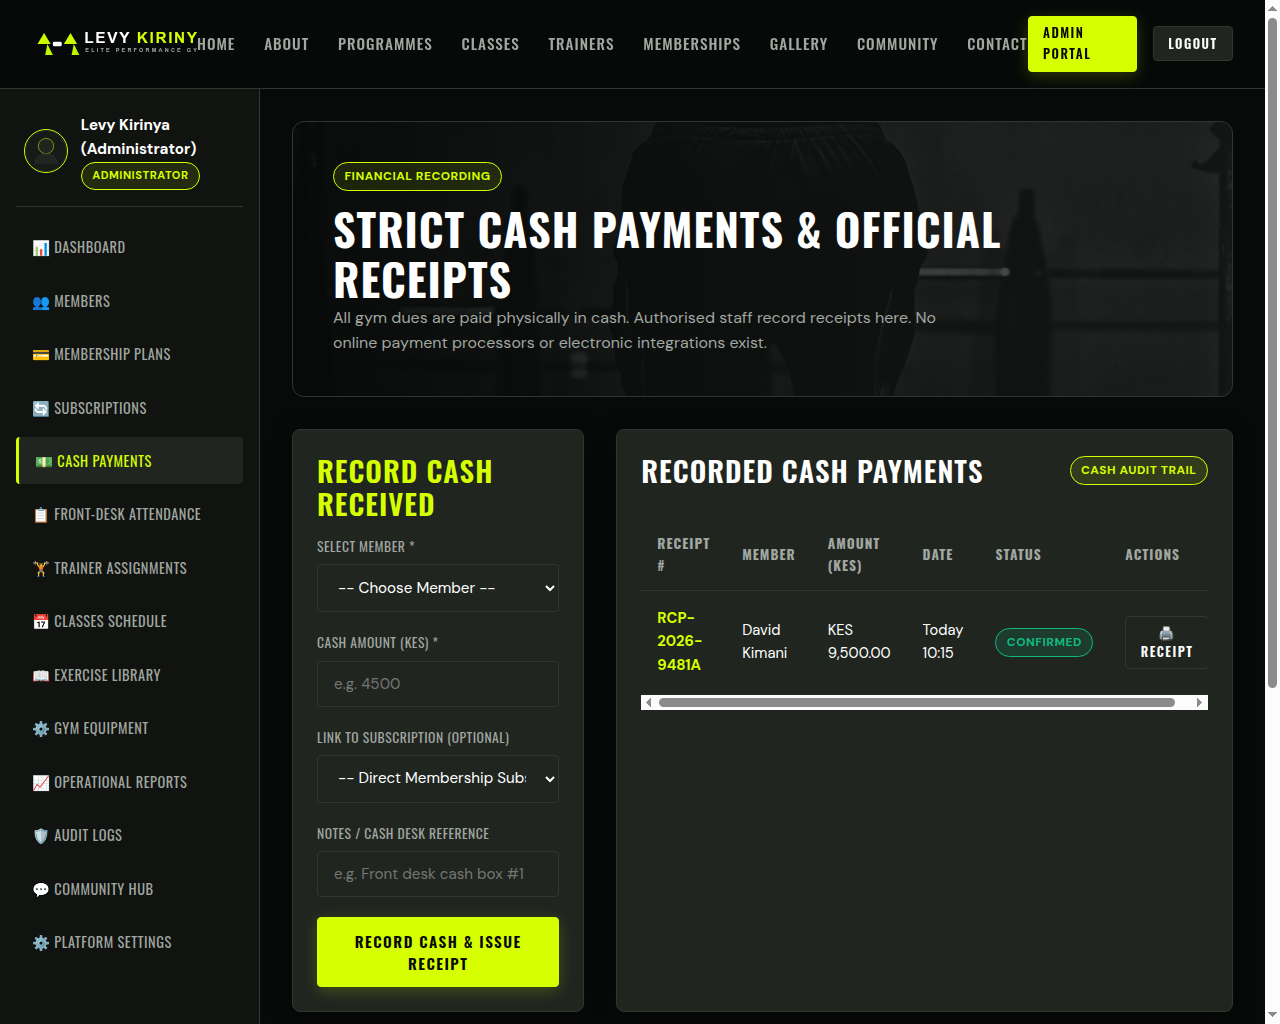 LEVY KIRINY
ELITE PERFORMANCE GY
HOME
ABOUT
PROGRAMMES
CLASSES
TRAINERS
MEMBERSHIPS
GALLERY
COMMUNITY
CONTACT
ADMIN
PORTAL
LOGOUT
Levy Kirinya
(Administrator)
ADMINISTRATOR
DASHBOARD
MEMBERS
MEMBERSHIP PLANS
SUBSCRIPTIONS
CASH PAYMENTS
FRONT-DESK ATTENDANCE
TRAINER ASSIGNMENTS
CLASSES SCHEDULE
EXERCISE LIBRARY
GYM EQUIPMENT
OPERATIONAL REPORTS
AUDIT LOGS
COMMUNITY HUB
PLATFORM SETTINGS
FINANCIAL RECORDING
STRICT CASH PAYMENTS & OFFICIAL
RECEIPTS
All gym dues are paid physically in cash. Authorised staff record receipts here. No
online payment processors or electronic integrations exist.
RECORD CASH
RECEIVED
SELECT MEMBER *
-- Choose Member --
CASH AMOUNT (KES) *
e.g. 4500
LINK TO SUBSCRIPTION (OPTIONAL)
-- Direct Membership Subs
NOTES / CASH DESK REFERENCE
e.g. Front desk cash box #1
RECORD CASH & ISSUE
RECEIPT
RECORDED CASH PAYMENTS
CASH AUDIT TRAIL
RECEIPT
#
MEMBER
AMOUNT
(KES)
DATE
STATUS
ACTIONS
RCP-
2026-
9481A
David
Kimani
KES
9,500.00
Today
10:15
CONFIRMED
RECEIPT